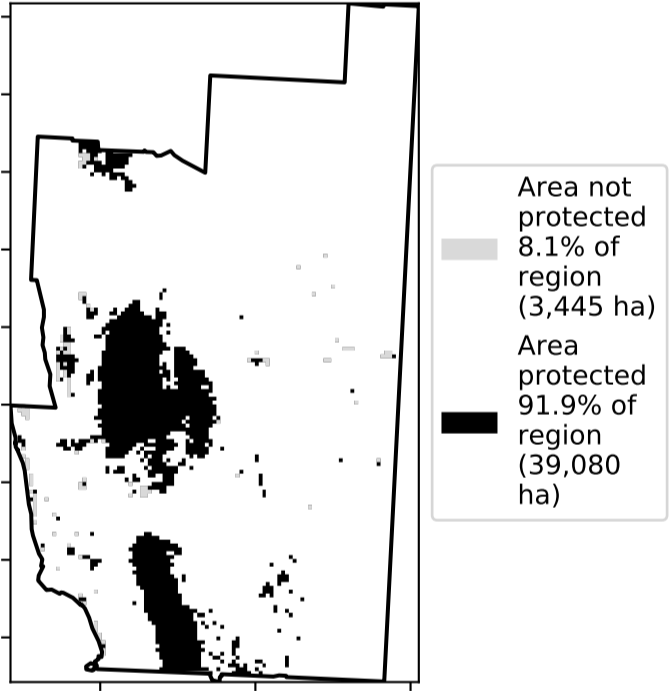 Area not
protected
8.1% of
region
(3,445 ha)
Area
protected
91.9% of
region
(39,080
ha)